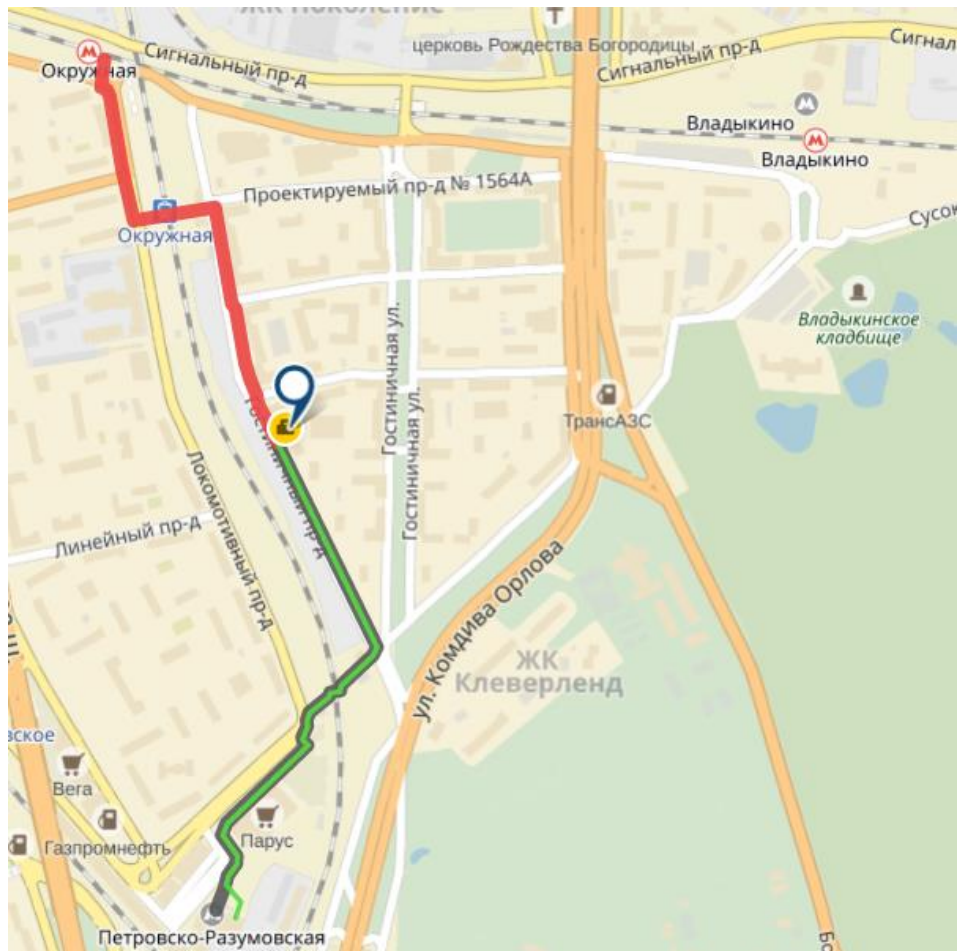 ЖК Поколение
церковь Рождества Богородицы
Сигнальный пр-д
Сигнальный пр-д
Сигнал
Окружная
Владыкино
Владыкино
Проектируемый пр-д № 1564А
Сусок
Окружная
Владыкинское
кладбище
Гостиничная ул.
Гостиничная ул.
ТрансАЗС
Гостиничный пр-д
Локомотивный пр-д
Линейный пр-д
ул. Комдива Орлова
ЖК
Клеверленд
вское
Вега
Газпромнефть
Парус
Петровско-Разумовская
Бо